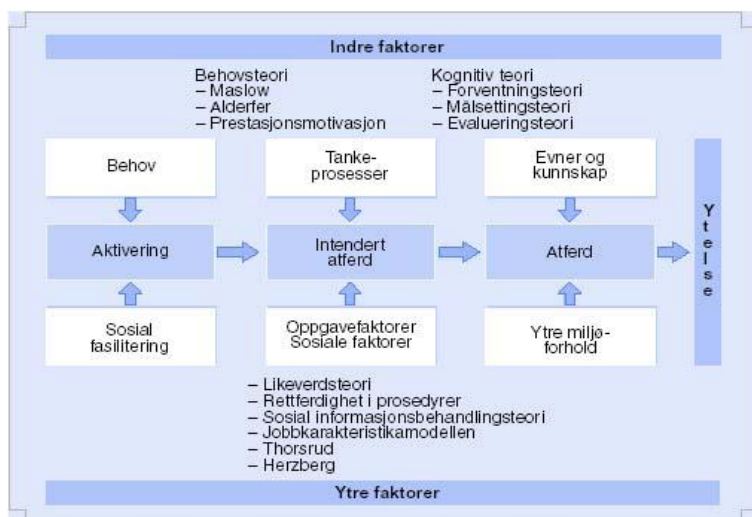 Indre faktorer
Behovsteori
– Maslow
– Alderfer
– Prestasjonsmotivasjon
Kognitiv teori
– Forventningsteori
– Målsettingsteori
– Evalueringsteori
Behov
Tanke-
prosesser
Evner og
kunnskap
Aktivering
Intendert
atferd
Atferd
Ytelse
Sosial
fasilitering
Oppgavefaktorer
Sosiale faktorer
Ytre miljø-
forhold
– Likeverdsteori
– Rettferdighet i prosedyrer
– Sosial informasjonsbehandlingsteori
– Jobbkarakteristikamodellen
– Thorsrud
– Herzberg
Ytre faktorer